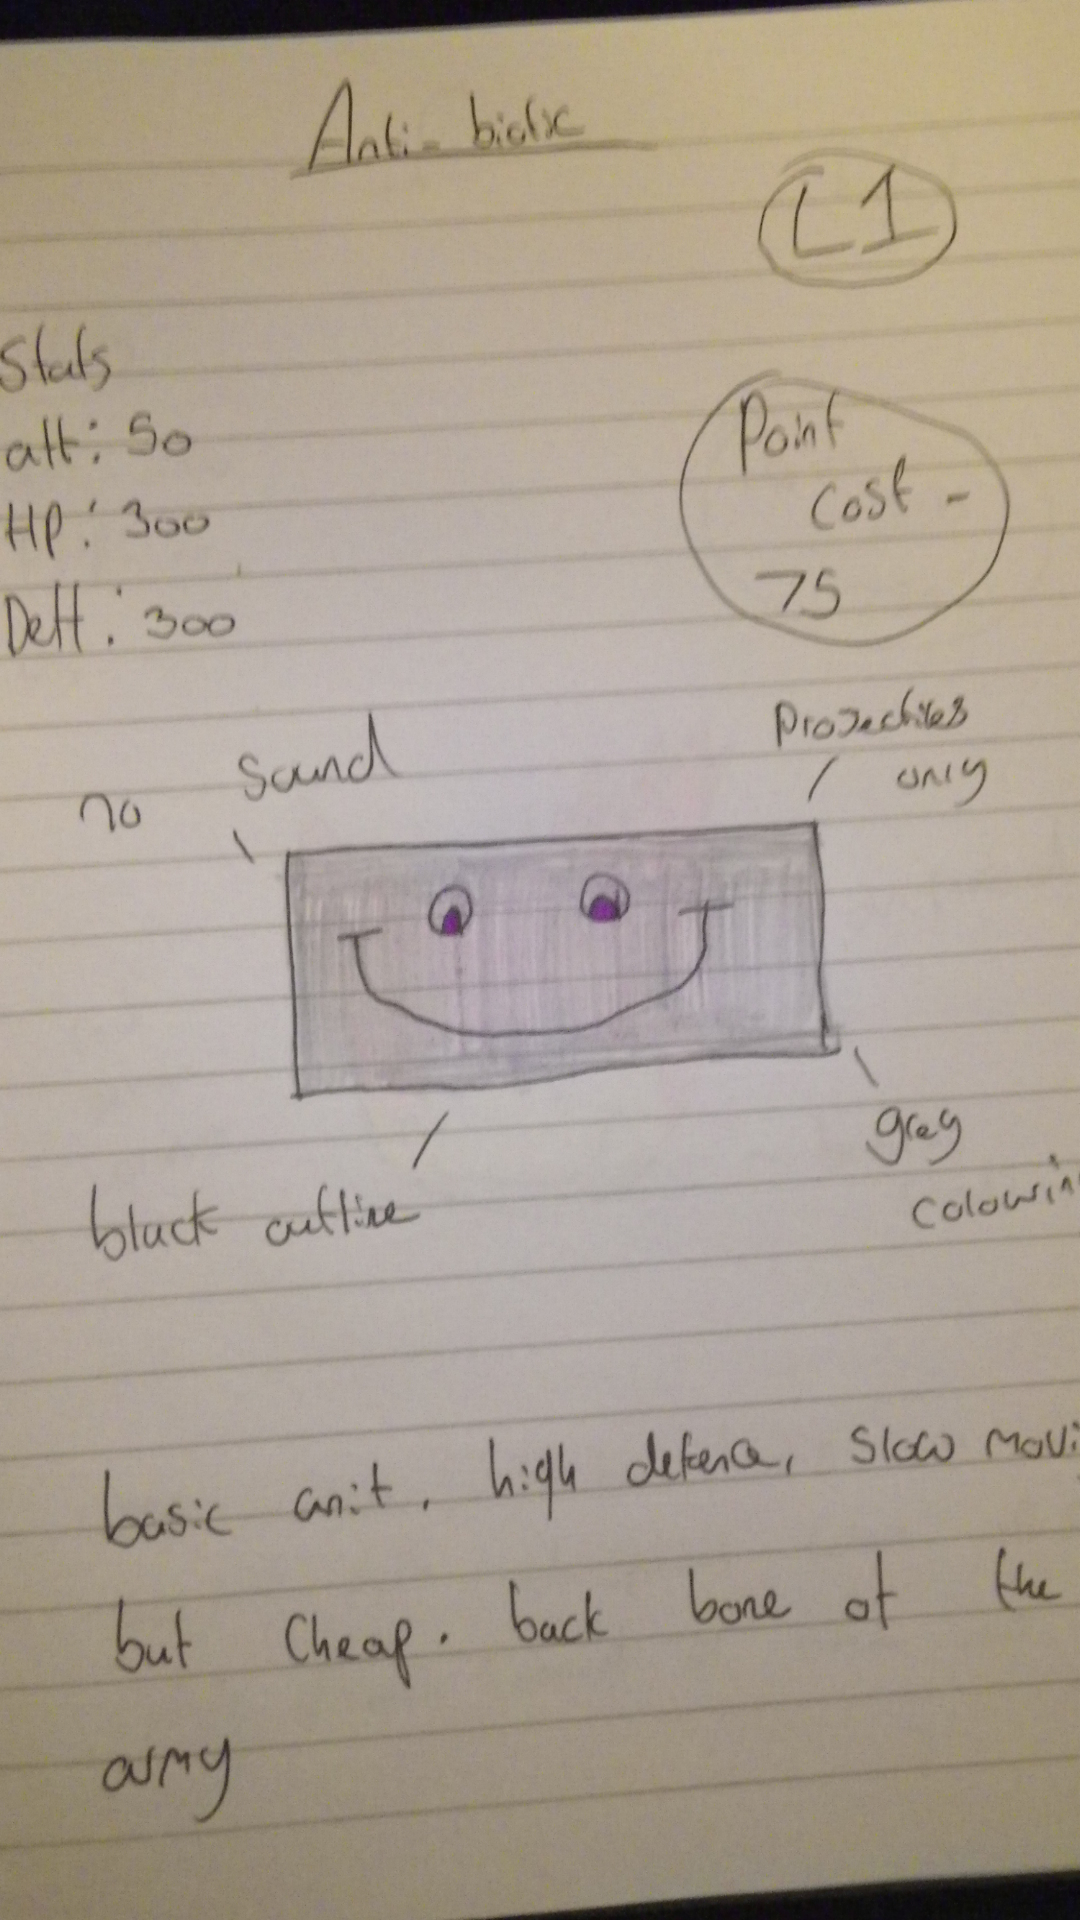 Anti-biotic
L1
Stats
att: 50
HP: 300
Deff: 300
Point
cost -
75
no sound
Projectiles
only
black outline
grey
colourin
basic unit, high defence, slow movi
but cheap. back bone of the
army